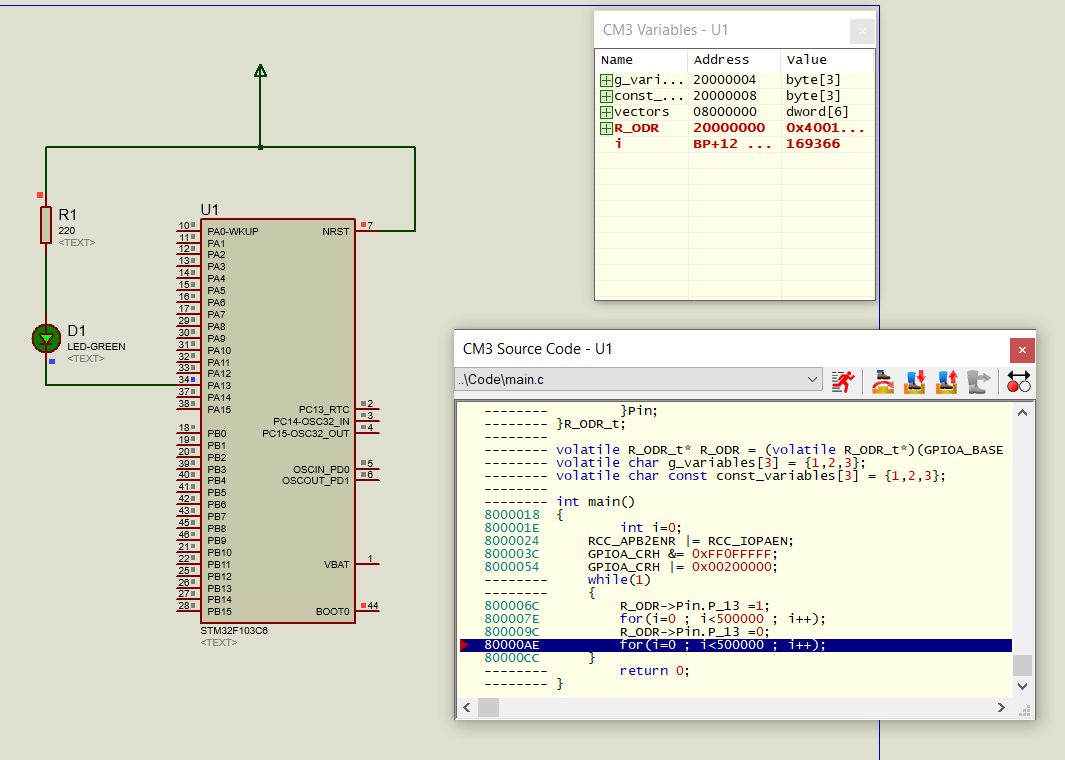 CM3 Variables - U1
Name Address Value
g_vari... 20000004 byte[3]
const_... 20000008 byte[3]
vectors 08000000 dword[6]
R_ODR 20000000 0x4001...
i BP+12 ... 169366
R1
220
<TEXT>
D1
LED-GREEN
<TEXT>
U1
10 PA0-WKUP NRST 7
11 PA1
12 PA2
13 PA3
14 PA4
15 PA5
16 PA6
17 PA7
29 PA8
30 PA9
31 PA10
32 PA11
33 PA12
34 PA13
37 PA14
38 PA15 PC13_RTC 2
PC14-OSC32_IN 3
18 PB0 PC15-OSC32_OUT 4
19 PB1
20 PB2
39 PB3 OSCIN_PD0 5
40 PB4 OSCOUT_PD1 6
41 PB5
42 PB6
43 PB7
45 PB8
46 PB9
21 PB10
22 PB11 VBAT 1
25 PB12
26 PB13
27 PB14
28 PB15 BOOT0 44
STM32F103C6
<TEXT>
CM3 Source Code - U1
..\Code\main.c
-------- }Pin;
-------- }R_ODR_t;
--------
-------- volatile R_ODR_t* R_ODR = (volatile R_ODR_t*)(GPIOA_BASE
-------- volatile char g_variables[3] = {1,2,3};
-------- volatile char const const_variables[3] = {1,2,3};
--------
-------- int main()
8000018 {
800001E int i=0;
8000024 RCC_APB2ENR |= RCC_IOPAEN;
800003C GPIOA_CRH &= 0xFF0FFFFF;
8000054 GPIOA_CRH |= 0x00200000;
-------- while(1)
-------- {
800006C R_ODR->Pin.P_13 =1;
800007E for(i=0 ; i<500000 ; i++);
800009C R_ODR->Pin.P_13 =0;
80000AE for(i=0 ; i<500000 ; i++);
80000CC }
-------- return 0;
-------- }